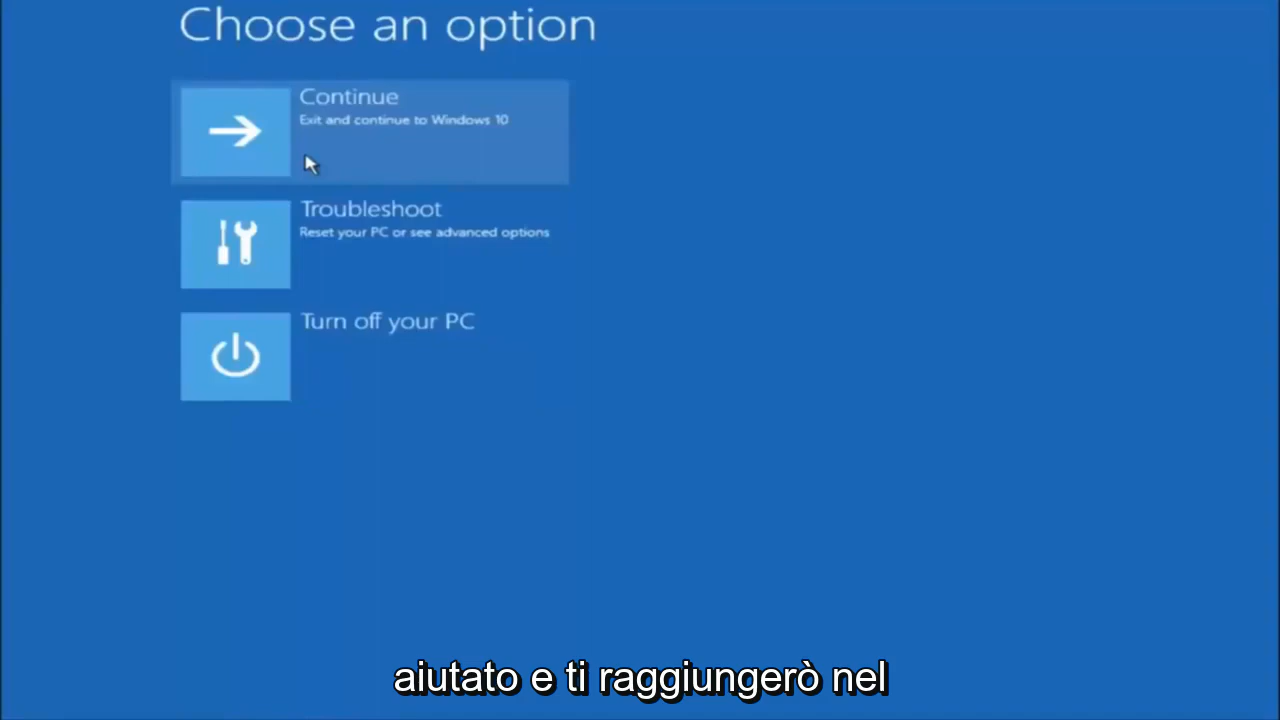 Choose an option
Continue
Exit and continue to Windows 10
Troubleshoot
Reset your PC or see advanced options
Turn off your PC
aiutato e ti raggiungerò nel